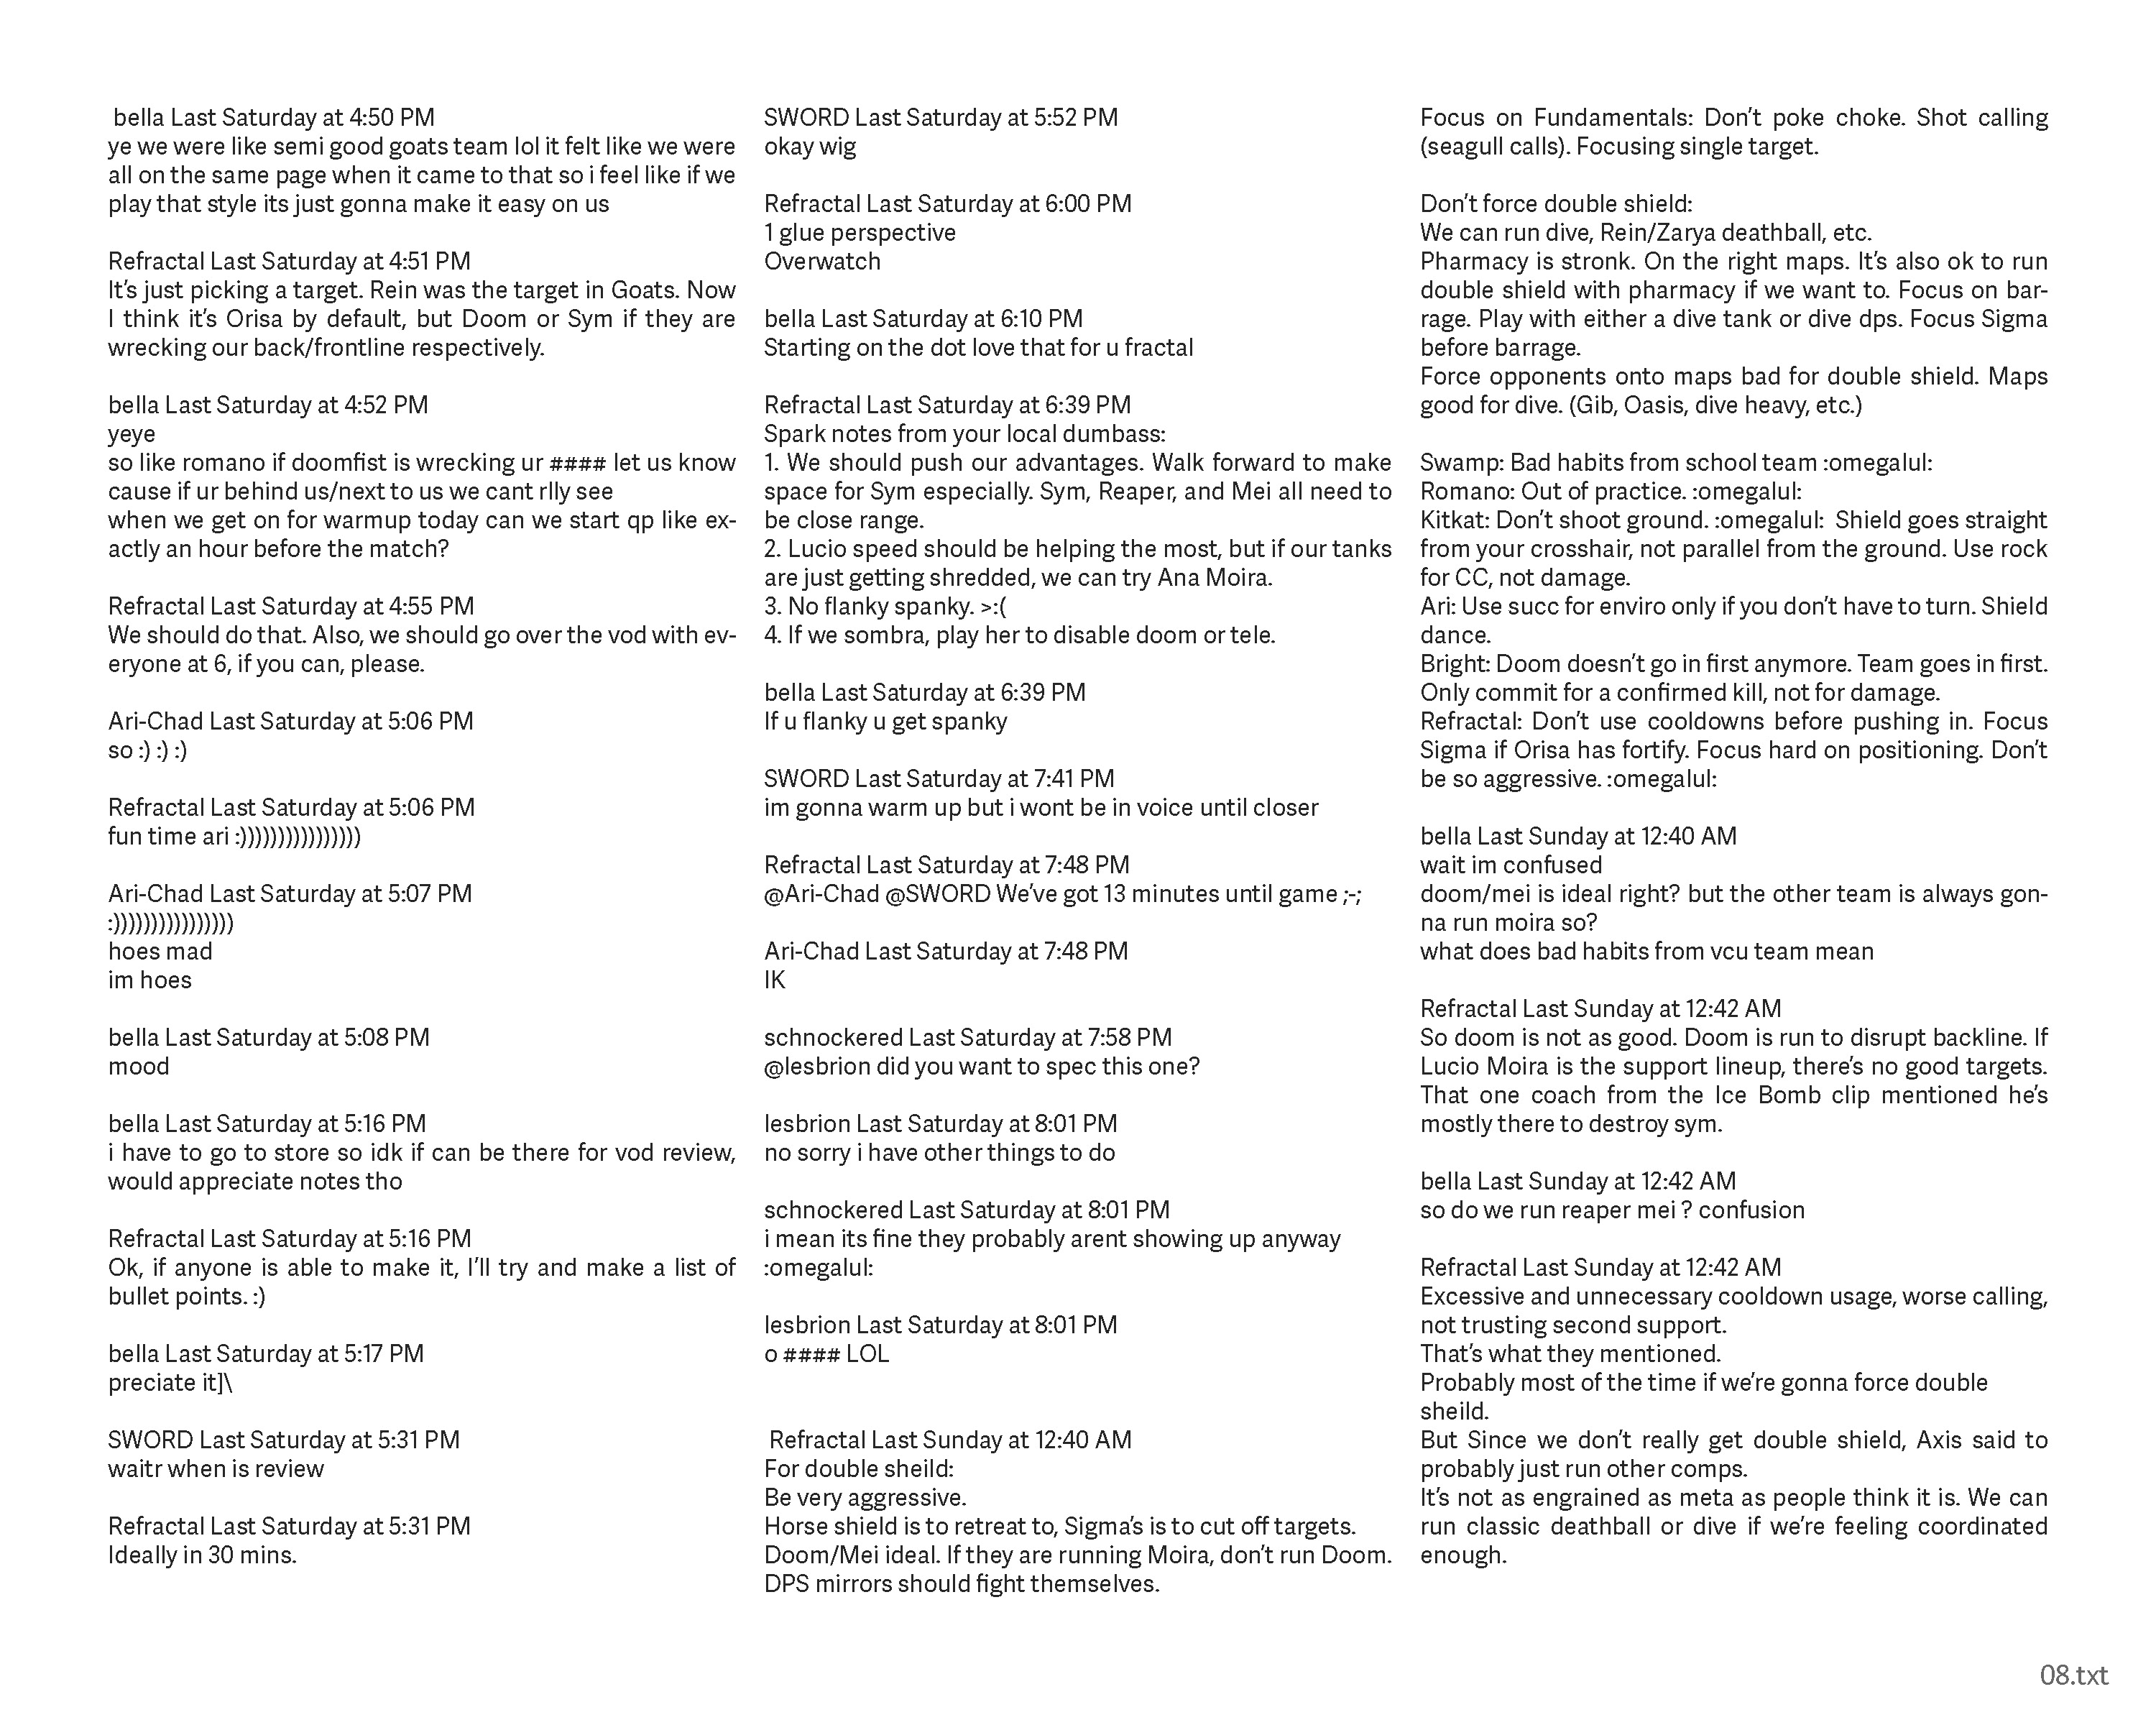 bella Last Saturday at 4:50 PM
ye we were like semi good goats team lol it felt like we were
all on the same page when it came to that so i feel like if we
play that style its just gonna make it easy on us
Refractal Last Saturday at 4:51 PM
It's just picking a target. Rein was the target in Goats. Now
I think it's Orisa by default, but Doom or Sym if they are
wrecking our back/frontline respectively.
bella Last Saturday at 4:52 PM
yeye
so like romano if doomfist is wrecking ur #### let us know
cause if ur behind us/next to us we cant rlly see
when we get on for warmup today can we start qp like ex-
actly an hour before the match?
Refractal Last Saturday at 4:55 PM
We should do that. Also, we should go over the vod with ev-
eryone at 6, if you can, please.
Ari-Chad Last Saturday at 5:06 PM
so :) :) :)
Refractal Last Saturday at 5:06 PM
fun time ari :))))))))))))))))
Ari-Chad Last Saturday at 5:07 PM
:))))))))))))))))
hoes mad
im hoes
bella Last Saturday at 5:08 PM
mood
bella Last Saturday at 5:16 PM
i have to go to store so idk if can be there for vod review,
would appreciate notes tho
Refractal Last Saturday at 5:16 PM
Ok, if anyone is able to make it, I'll try and make a list of
bullet points. :)
bella Last Saturday at 5:17 PM
preciate it]\
SWORD Last Saturday at 5:31 PM
waitr when is review
Refractal Last Saturday at 5:31 PM
Ideally in 30 mins.
SWORD Last Saturday at 5:52 PM
okay wig
Refractal Last Saturday at 6:00 PM
1 glue perspective
Overwatch
bella Last Saturday at 6:10 PM
Starting on the dot love that for u fractal
Refractal Last Saturday at 6:39 PM
Spark notes from your local dumbass:
1. We should push our advantages. Walk forward to make
space for Sym especially. Sym, Reaper, and Mei all need to
be close range.
2. Lucio speed should be helping the most, but if our tanks
are just getting shredded, we can try Ana Moira.
3. No flanky spanky. >:(
4. If we sombra, play her to disable doom or tele.
bella Last Saturday at 6:39 PM
If u flanky u get spanky
SWORD Last Saturday at 7:41 PM
im gonna warm up but i wont be in voice until closer
Refractal Last Saturday at 7:48 PM
@Ari-Chad @SWORD We've got 13 minutes until game ;-;
Ari-Chad Last Saturday at 7:48 PM
IK
schnockered Last Saturday at 7:58 PM
@lesbrion did you want to spec this one?
lesbrion Last Saturday at 8:01 PM
no sorry i have other things to do
schnockered Last Saturday at 8:01 PM
i mean its fine they probably arent showing up anyway
:omegalul:
lesbrion Last Saturday at 8:01 PM
o #### LOL
Refractal Last Sunday at 12:40 AM
For double sheild:
Be very aggressive.
Horse shield is to retreat to, Sigma's is to cut off targets.
Doom/Mei ideal. If they are running Moira, don't run Doom.
DPS mirrors should fight themselves.
Focus on Fundamentals: Don't poke choke. Shot calling
(seagull calls). Focusing single target.
Don't force double shield:
We can run dive, Rein/Zarya deathball, etc.
Pharmacy is stronk. On the right maps. It's also ok to run
double shield with pharmacy if we want to. Focus on bar-
rage. Play with either a dive tank or dive dps. Focus Sigma
before barrage.
Force opponents onto maps bad for double shield. Maps
good for dive. (Gib, Oasis, dive heavy, etc.)
Swamp: Bad habits from school team :omegalul:
Romano: Out of practice. :omegalul:
Kitkat: Don't shoot ground. :omegalul: Shield goes straight
from your crosshair, not parallel from the ground. Use rock
for CC, not damage.
Ari: Use succ for enviro only if you don't have to turn. Shield
dance.
Bright: Doom doesn't go in first anymore. Team goes in first.
Only commit for a confirmed kill, not for damage.
Refractal: Don't use cooldowns before pushing in. Focus
Sigma if Orisa has fortify. Focus hard on positioning. Don't
be so aggressive. :omegalul:
bella Last Sunday at 12:40 AM
wait im confused
doom/mei is ideal right? but the other team is always gon-
na run moira so?
what does bad habits from vcu team mean
Refractal Last Sunday at 12:42 AM
So doom is not as good. Doom is run to disrupt backline. If
Lucio Moira is the support lineup, there's no good targets.
That one coach from the Ice Bomb clip mentioned he's
mostly there to destroy sym.
bella Last Sunday at 12:42 AM
so do we run reaper mei ? confusion
Refractal Last Sunday at 12:42 AM
Excessive and unnecessary cooldown usage, worse calling,
not trusting second support.
That's what they mentioned.
Probably most of the time if we're gonna force double
sheild.
But Since we don't really get double shield, Axis said to
probably just run other comps.
It's not as engrained as meta as people think it is. We can
run classic deathball or dive if we're feeling coordinated
enough.
08.txt